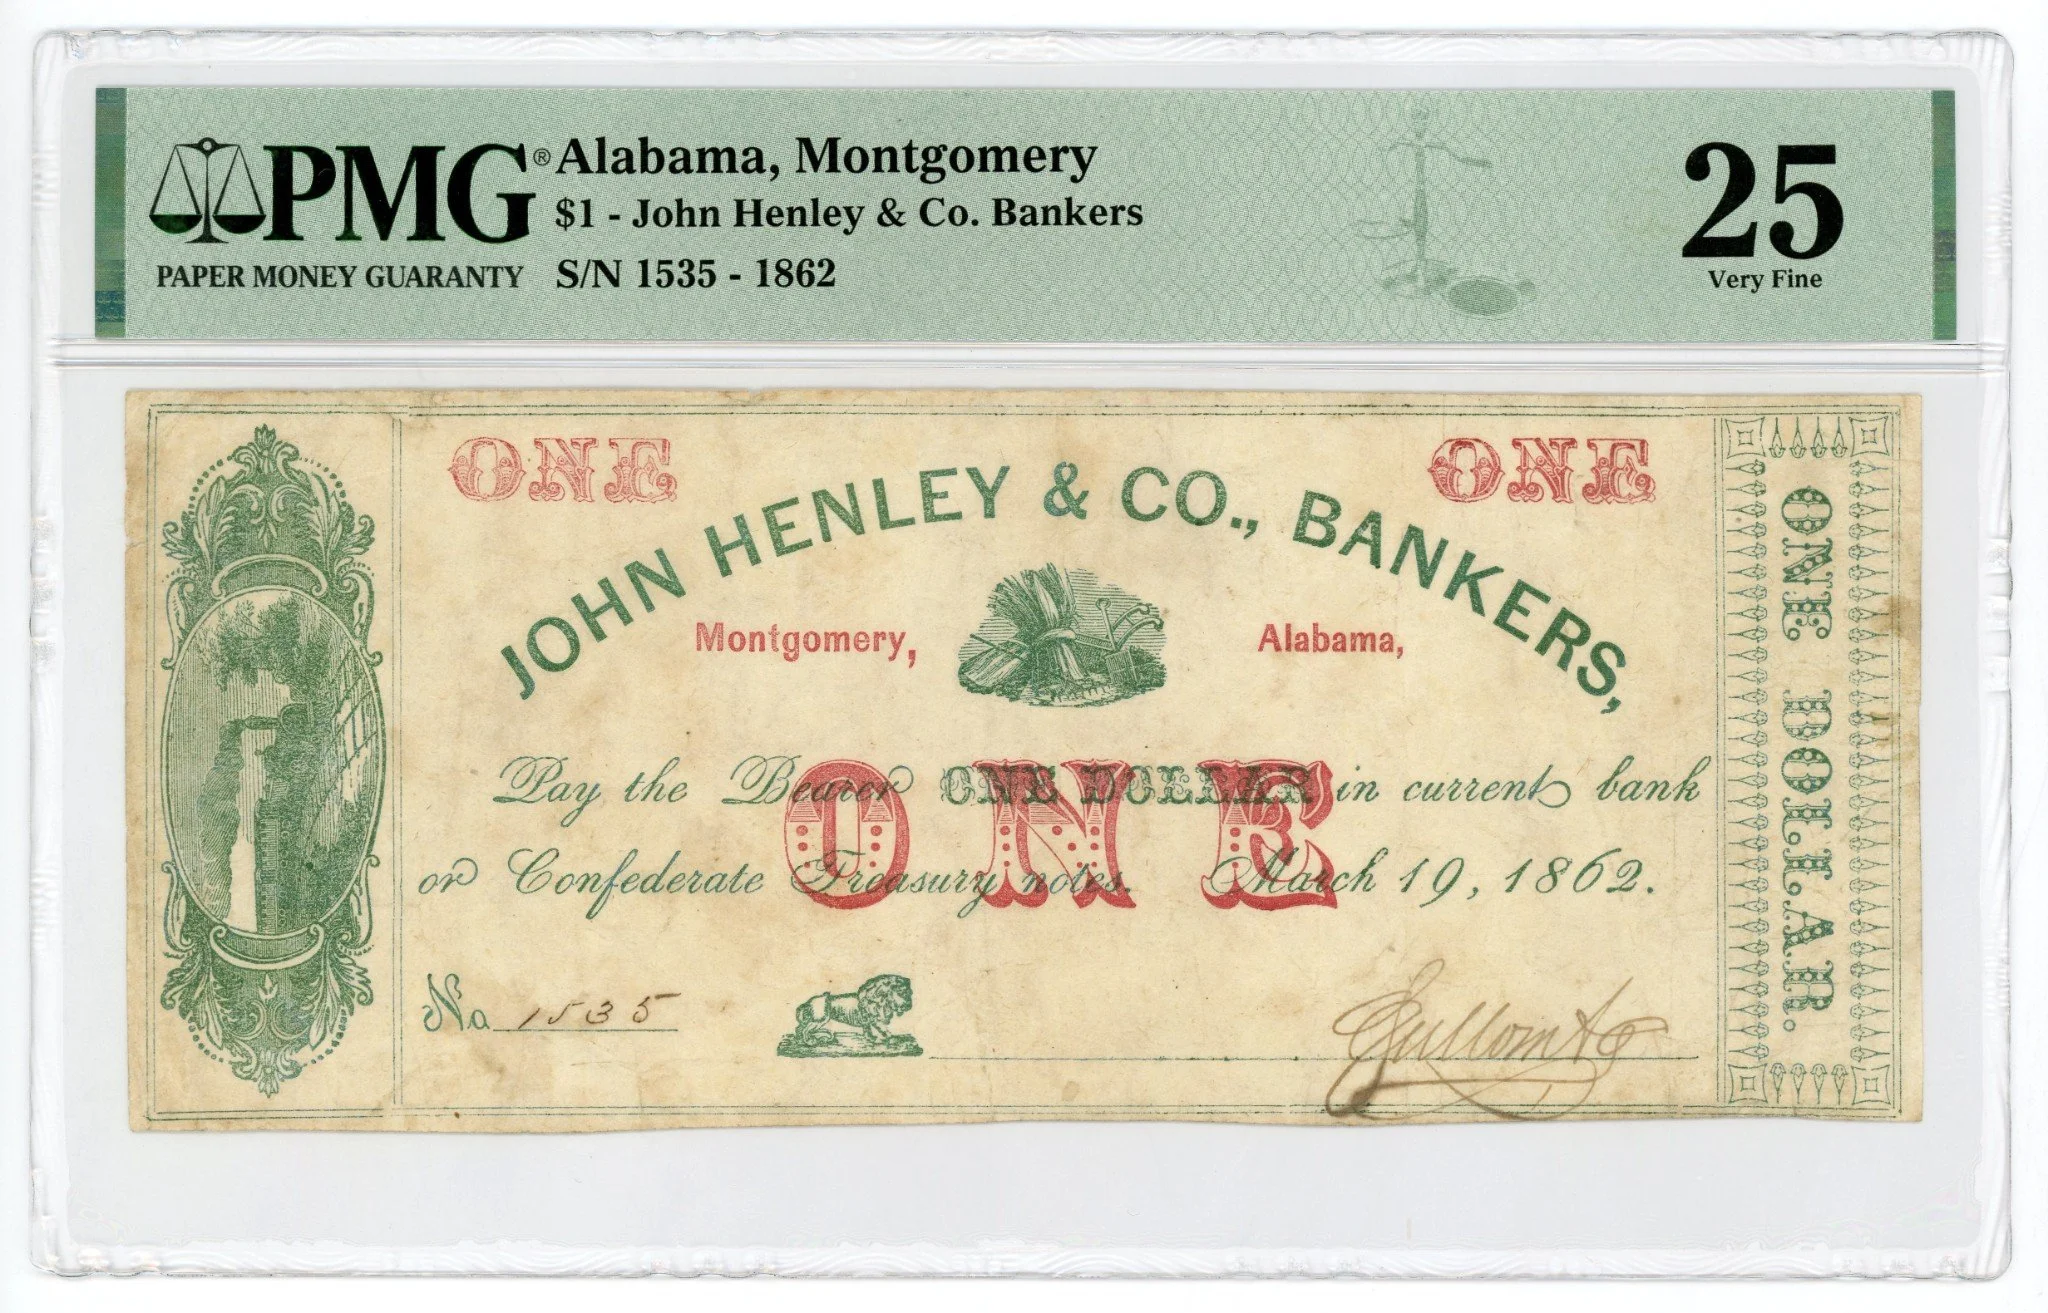 PMG® Alabama, Montgomery
$1 - John Henley & Co. Bankers
PAPER MONEY GUARANTY S/N 1535 - 1862
25
Very Fine
ONE ONE
JOHN HENLEY & CO., BANKERS,
Montgomery, Alabama,
Pay the Bearer ONE DOLLAR in current bank
ONE
or Confederate Treasury notes. March 19, 1862.
No 1535
ONE DOLLAR.